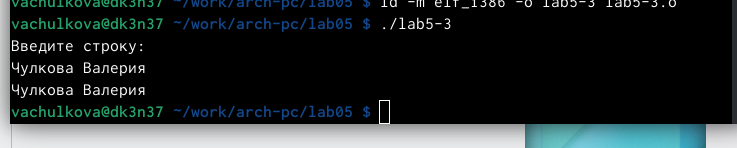 vachulkova@dk3n37 ~/work/arch-pc/lab05 $ ld -m elf_i386 -o lab5-3 lab5-3.o
vachulkova@dk3n37 ~/work/arch-pc/lab05 $ ./lab5-3
Введите строку:
Чулкова Валерия
Чулкова Валерия
vachulkova@dk3n37 ~/work/arch-pc/lab05 $